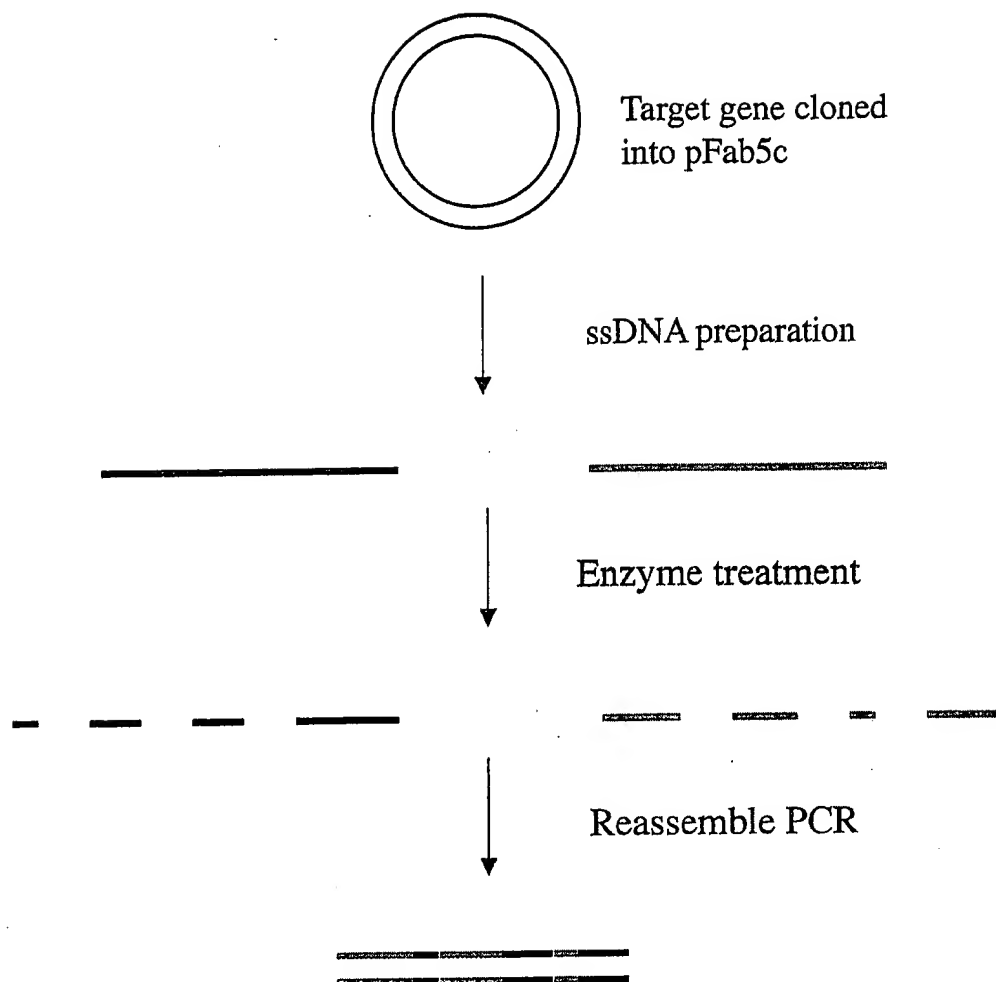 Target gene cloned
into pFab5c
ssDNA preparation
Enzyme treatment
Reassemble PCR